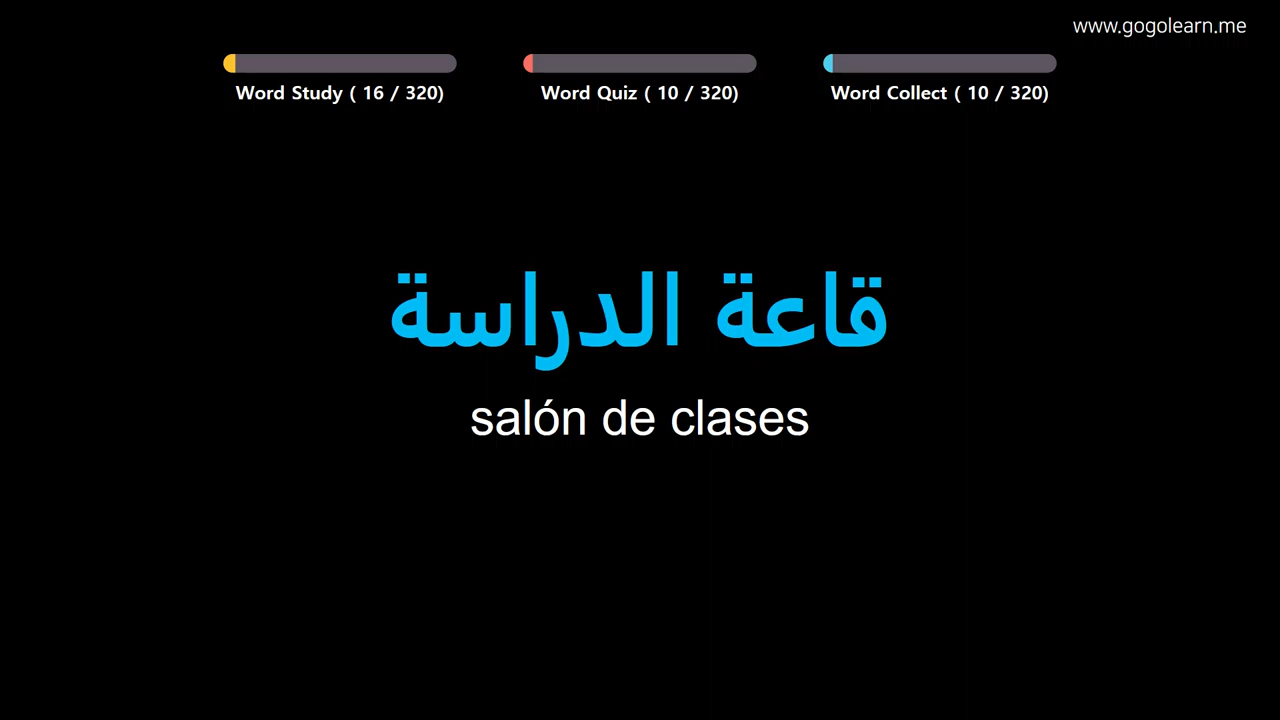 www.gogolearn.me
Word Study ( 16 / 320)
Word Quiz ( 10 / 320)
Word Collect ( 10 / 320)
قاعة الدراسة
salón de clases